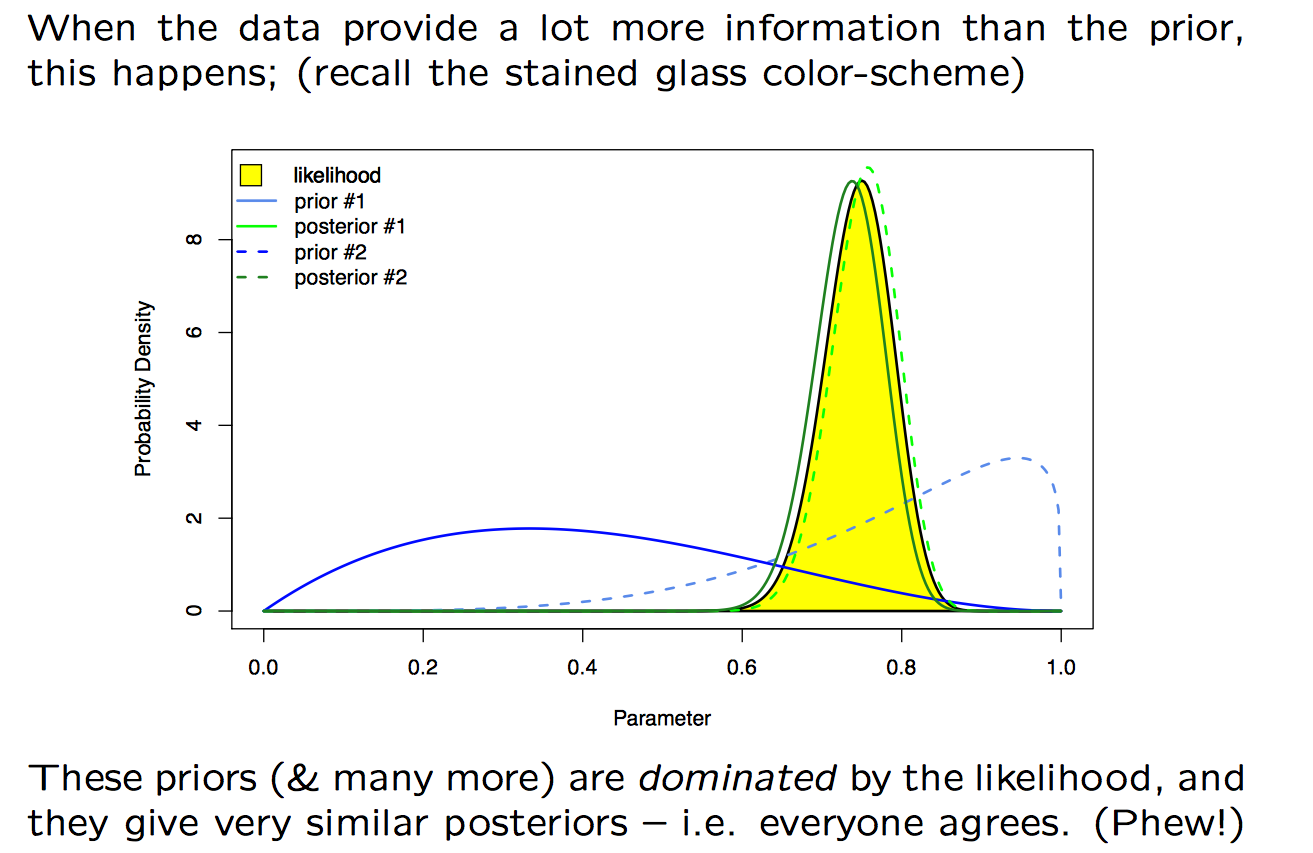 When the data provide a lot more information than the prior,
this happens; (recall the stained glass color-scheme)
likelihood
prior #1
posterior #1
prior #2
posterior #2
Probability Density
8
6
4
2
0
0.0 0.2 0.4 0.6 0.8 1.0
Parameter
These priors (& many more) are dominated by the likelihood, and
they give very similar posteriors – i.e. everyone agrees. (Phew!)